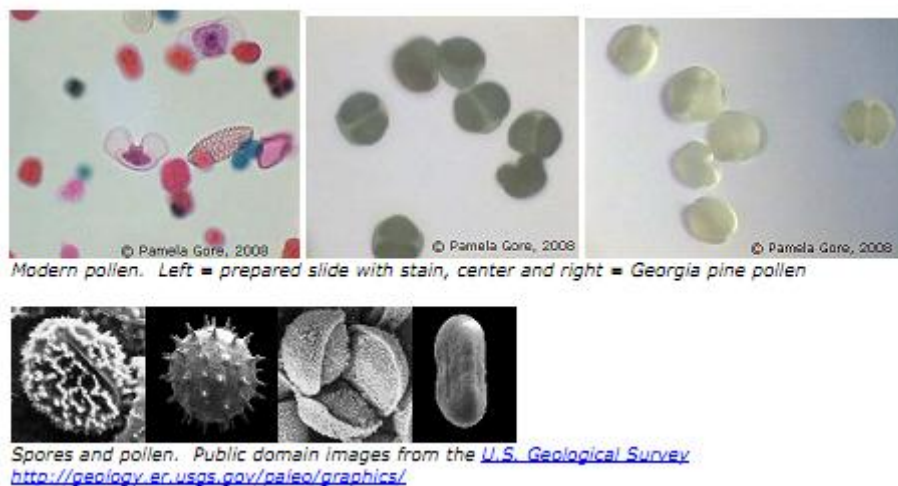 © Pamela Gore, 2008
© Pamela Gore, 2008
© Pamela Gore, 2008
Modern pollen.  Left = prepared slide with stain, center and right = Georgia pine pollen
Spores and pollen.  Public domain images from the U.S. Geological Survey
http://geology.er.usgs.gov/paleo/graphics/